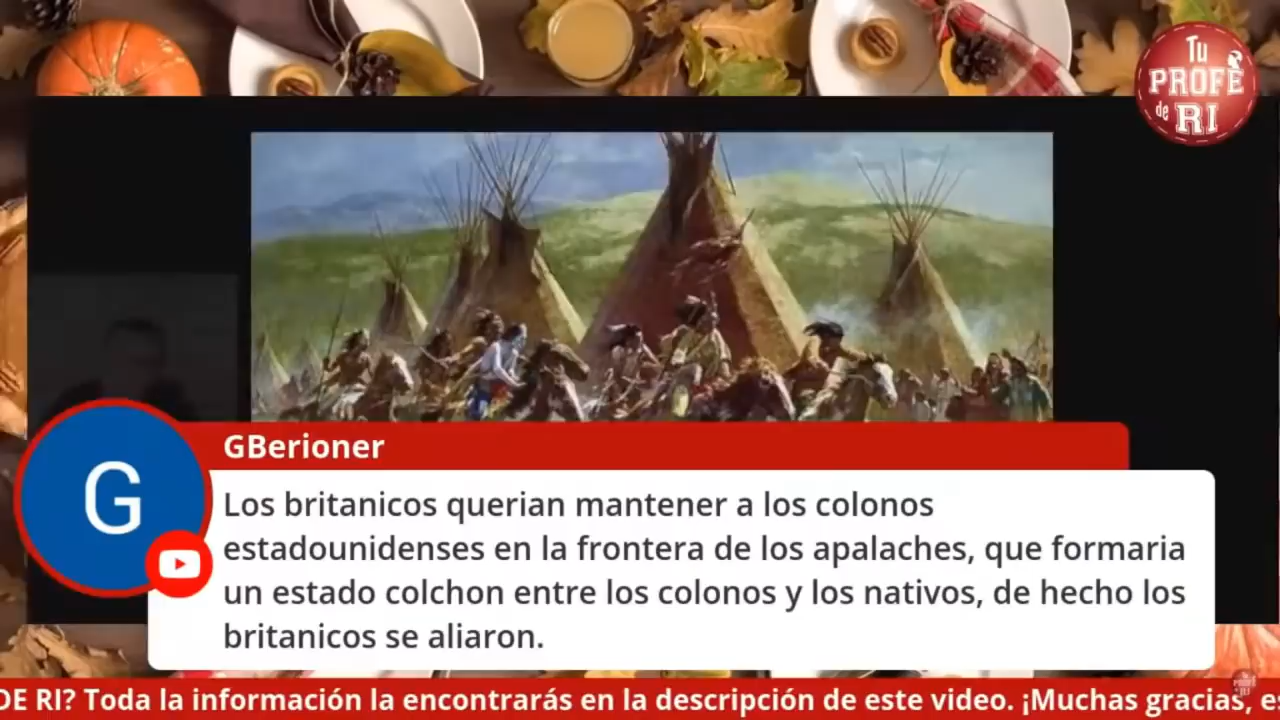 Tu
PROFE
de RI
GBerioner
G
Los britanicos querian mantener a los colonos
estadounidenses en la frontera de los apalaches, que formaria
un estado colchon entre los colonos y los nativos, de hecho los
britanicos se aliaron.
DE RI? Toda la información la encontrarás en la descripción de este video. ¡Muchas gracias, es